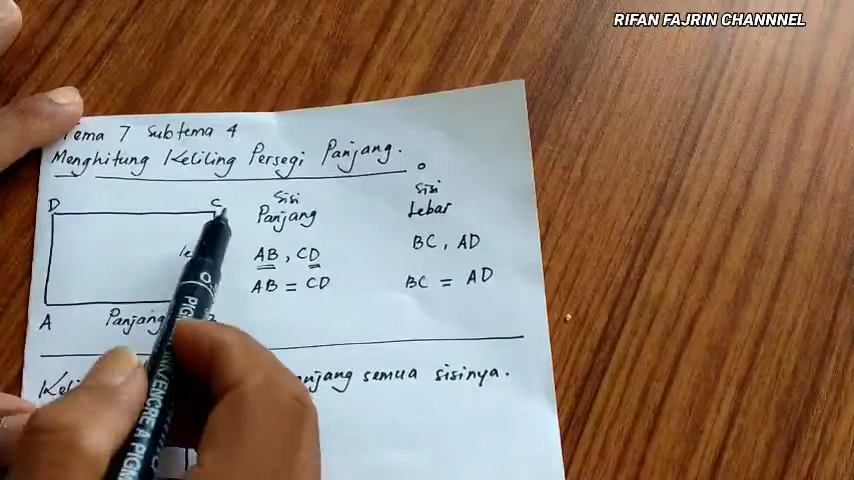 RIFAN FAJRIN CHANNNEL
Tema 7 Subtema 4
Menghitung Keliling Persegi Panjang.
D C
Sisi Panjang
AB, CD
AB = CD
Sisi Lebar
BC, AD
BC = AD
A Panjang
semua sisinya.